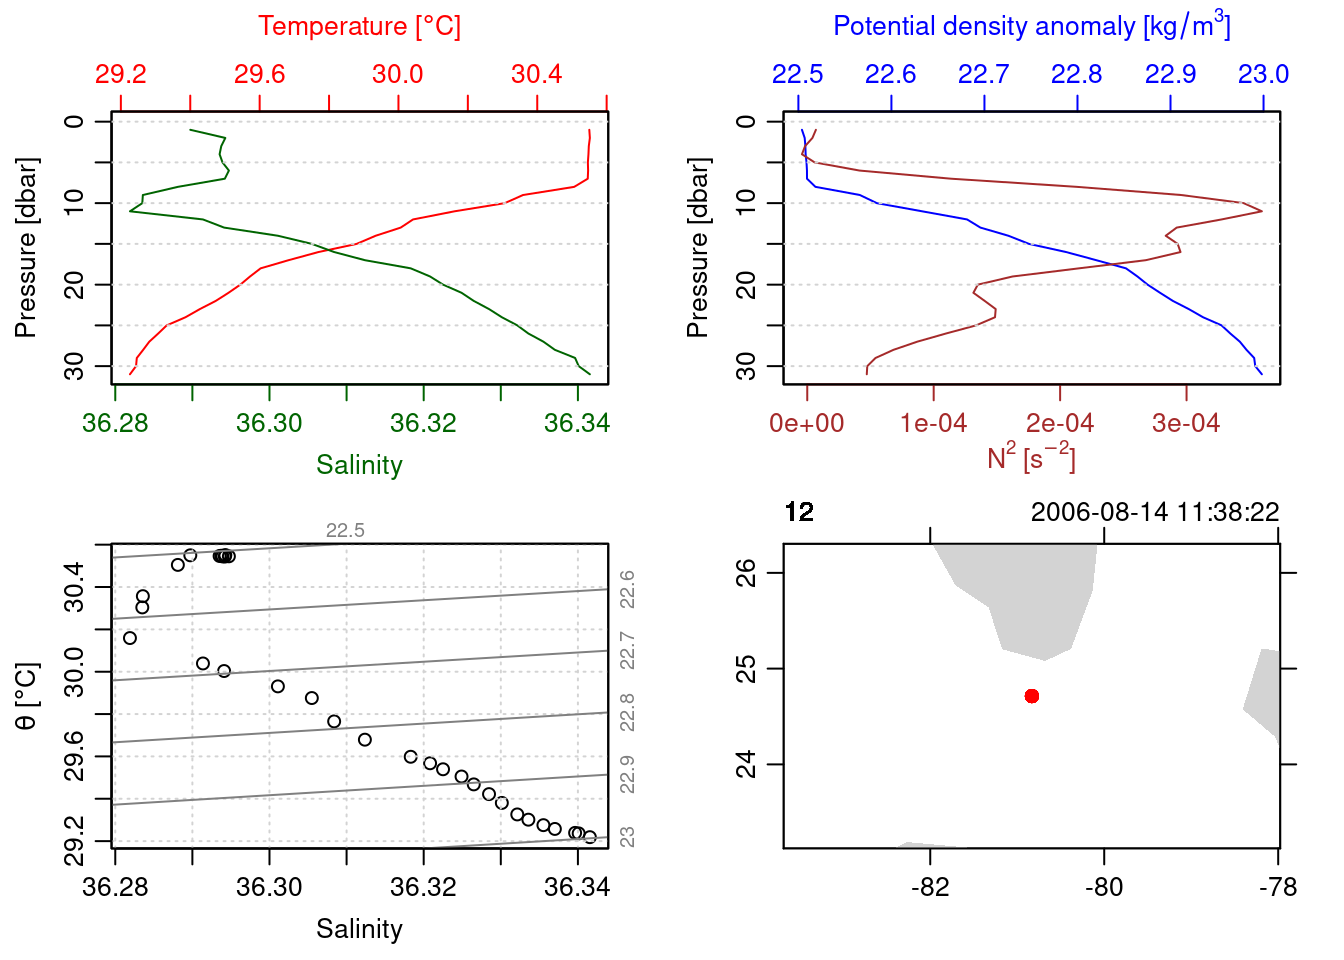 Temperature [°C]
29.2 29.6 30.0 30.4
Pressure [dbar]
0 10 20 30
36.28 36.30 36.32 36.34
Salinity
Potential density anomaly [kg/m³]
22.5 22.6 22.7 22.8 22.9 23.0
Pressure [dbar]
0 10 20 30
0e+00 1e-04 2e-04 3e-04
N² [s⁻²]
22.5
θ [°C]
30.4 30.0 29.6 29.2
22.6 22.7 22.8 22.9 23
36.28 36.30 36.32 36.34
Salinity
12 2006-08-14 11:38:22
26 25 24
-82 -80 -78